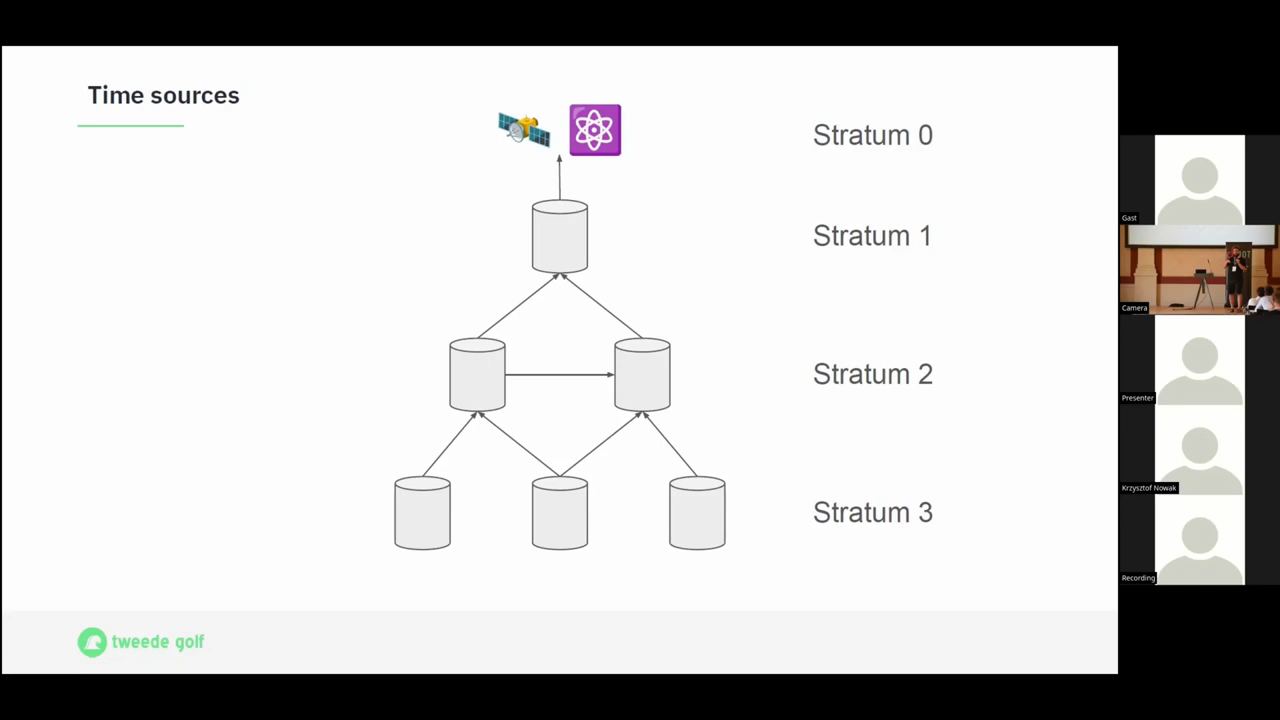 Time sources
Stratum 0
Stratum 1
Stratum 2
Stratum 3
tweede golf
Gast
Camera
Presenter
Krzysztof Nowak
Recording